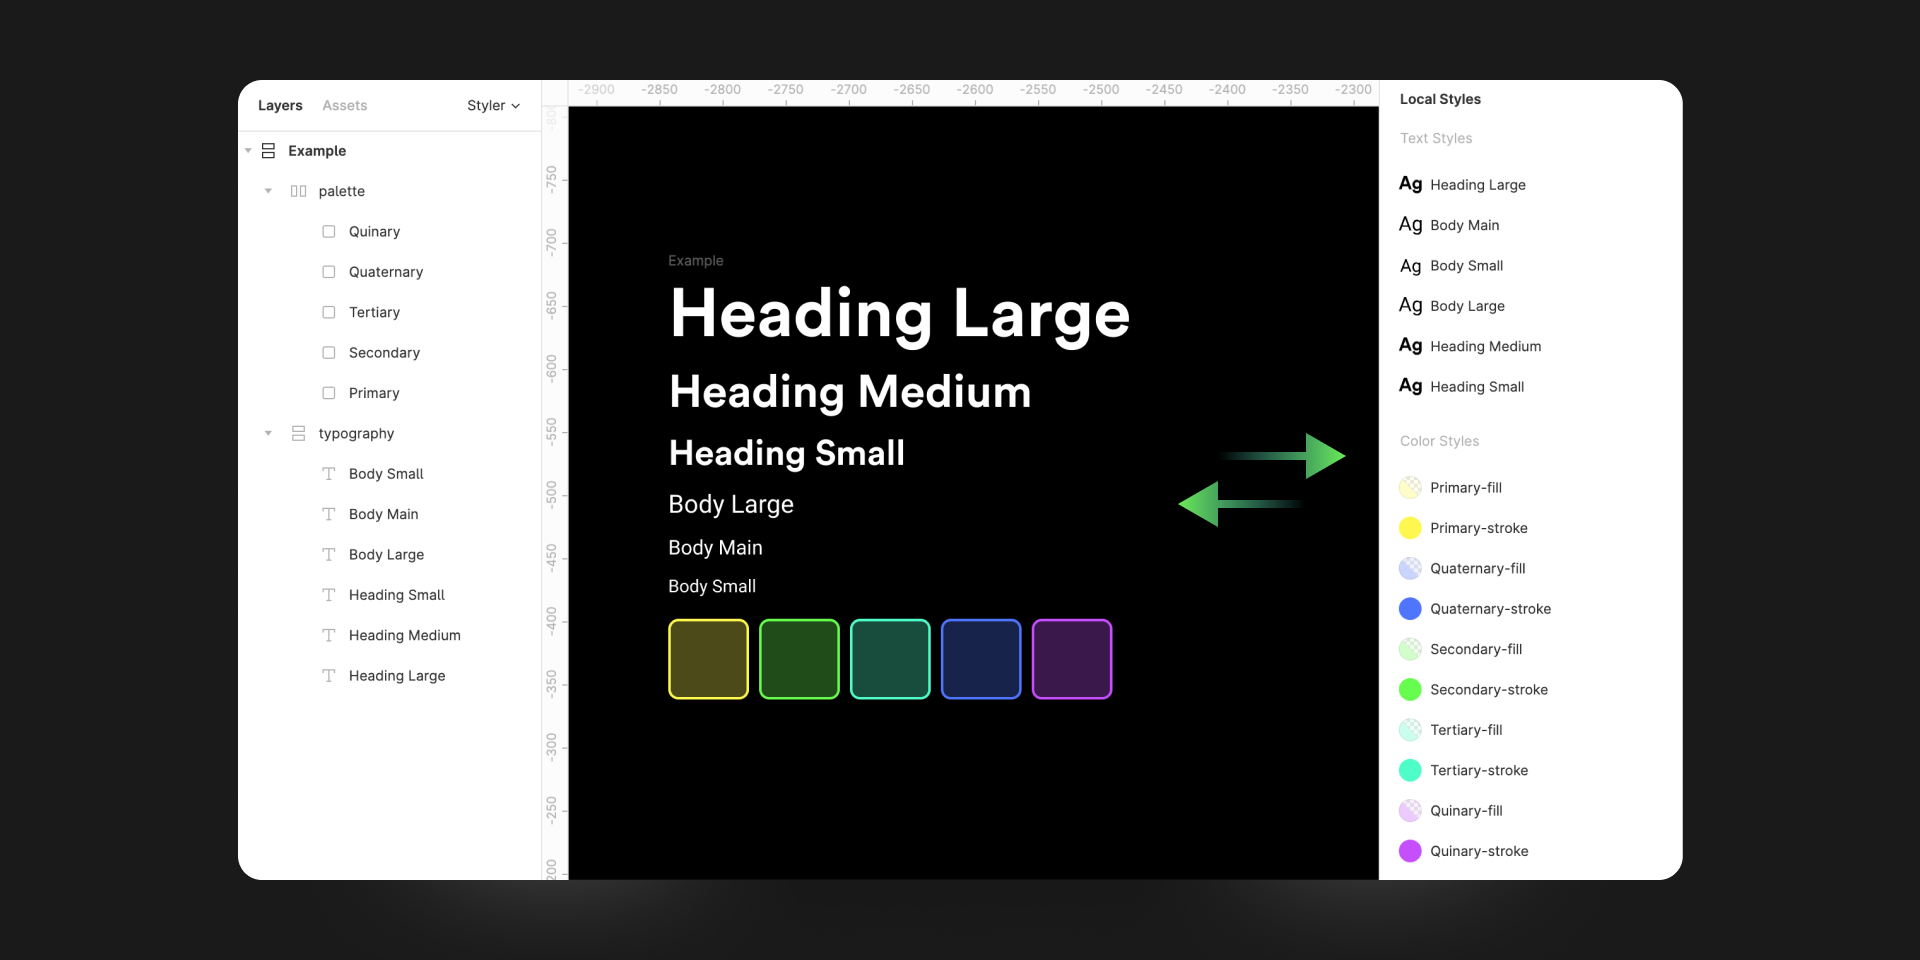 Layers Assets Styler
Example
palette
Quinary
Quaternary
Tertiary
Secondary
Primary
typography
Body Small
Body Main
Body Large
Heading Small
Heading Medium
Heading Large
-2900 -2850 -2800 -2750 -2700 -2650 -2600 -2550 -2500 -2450 -2400 -2350 -2300
-750
-700
-650
-600
-550
-500
-450
-400
-350
-300
-250
Example
Heading Large
Heading Medium
Heading Small
Body Large
Body Main
Body Small
Local Styles
Text Styles
Ag Heading Large
Ag Body Main
Ag Body Small
Ag Body Large
Ag Heading Medium
Ag Heading Small
Color Styles
Primary-fill
Primary-stroke
Quaternary-fill
Quaternary-stroke
Secondary-fill
Secondary-stroke
Tertiary-fill
Tertiary-stroke
Quinary-fill
Quinary-stroke